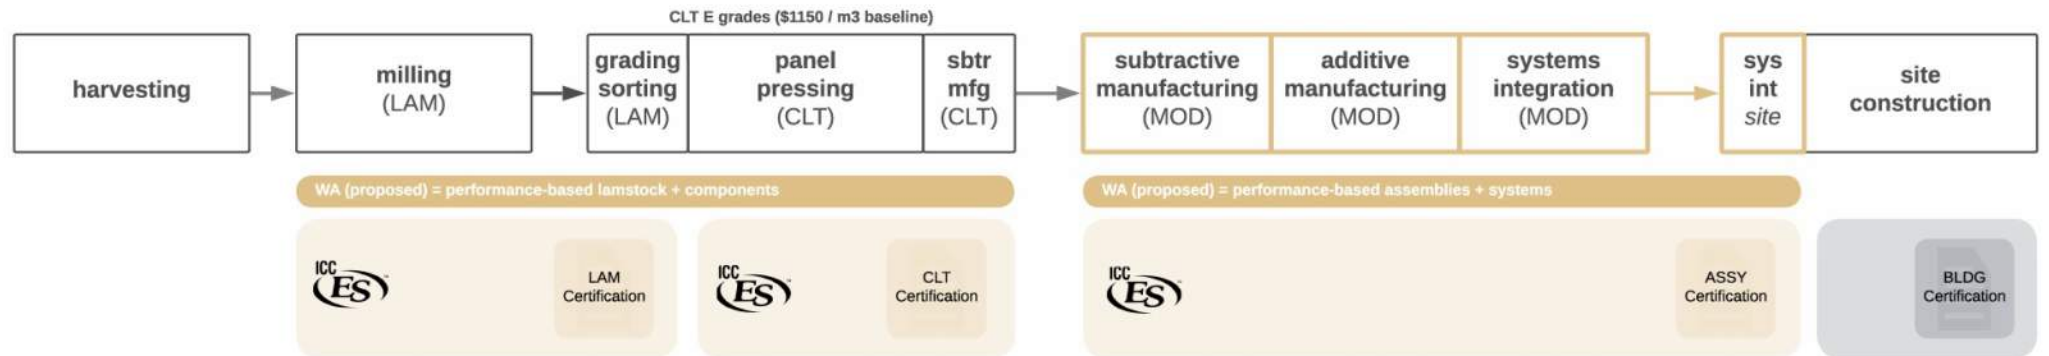 CLT E grades ($1150 / m3 baseline)
harvesting
milling
(LAM)
grading
sorting
(LAM)
panel
pressing
(CLT)
sbtr
mfg
(CLT)
subtractive
manufacturing
(MOD)
additive
manufacturing
(MOD)
systems
integration
(MOD)
sys
int
site
site
construction
WA (proposed) = performance-based lamstock + components
WA (proposed) = performance-based assemblies + systems
ICC
ES
LAM
Certification
ICC
ES
CLT
Certification
ICC
ES
ASSY
Certification
BLDG
Certification